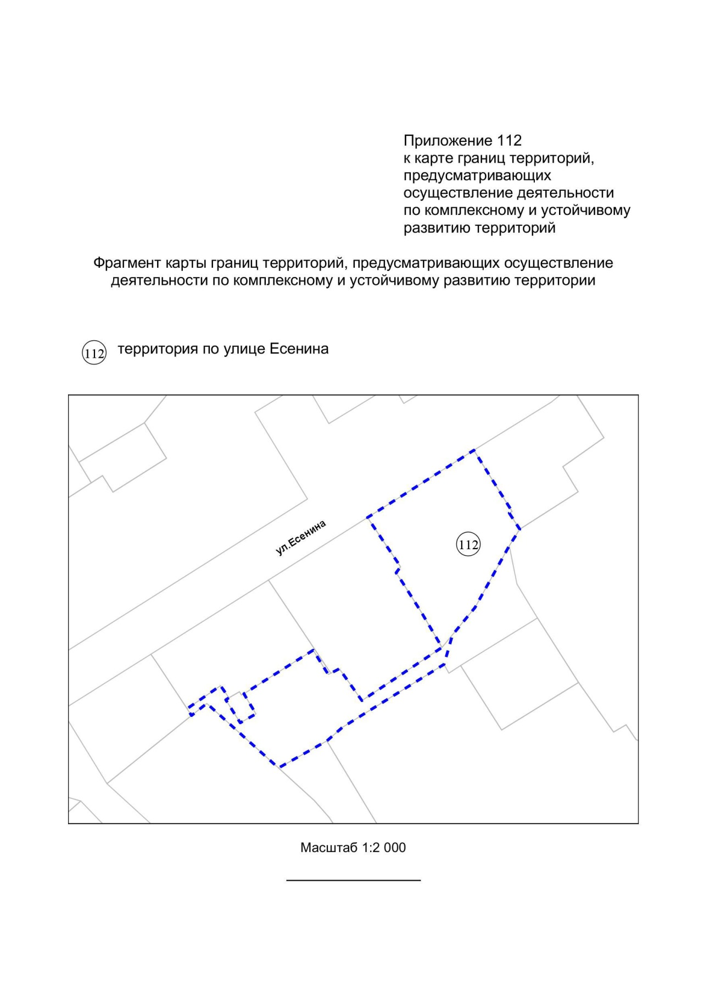 Приложение 112
к карте границ территорий,
предусматривающих
осуществление деятельности
по комплексному и устойчивому
развитию территорий
Фрагмент карты границ территорий, предусматривающих осуществление
деятельности по комплексному и устойчивому развитию территории
112 территория по улице Есенина
ул.Есенина
112
Масштаб 1:2 000